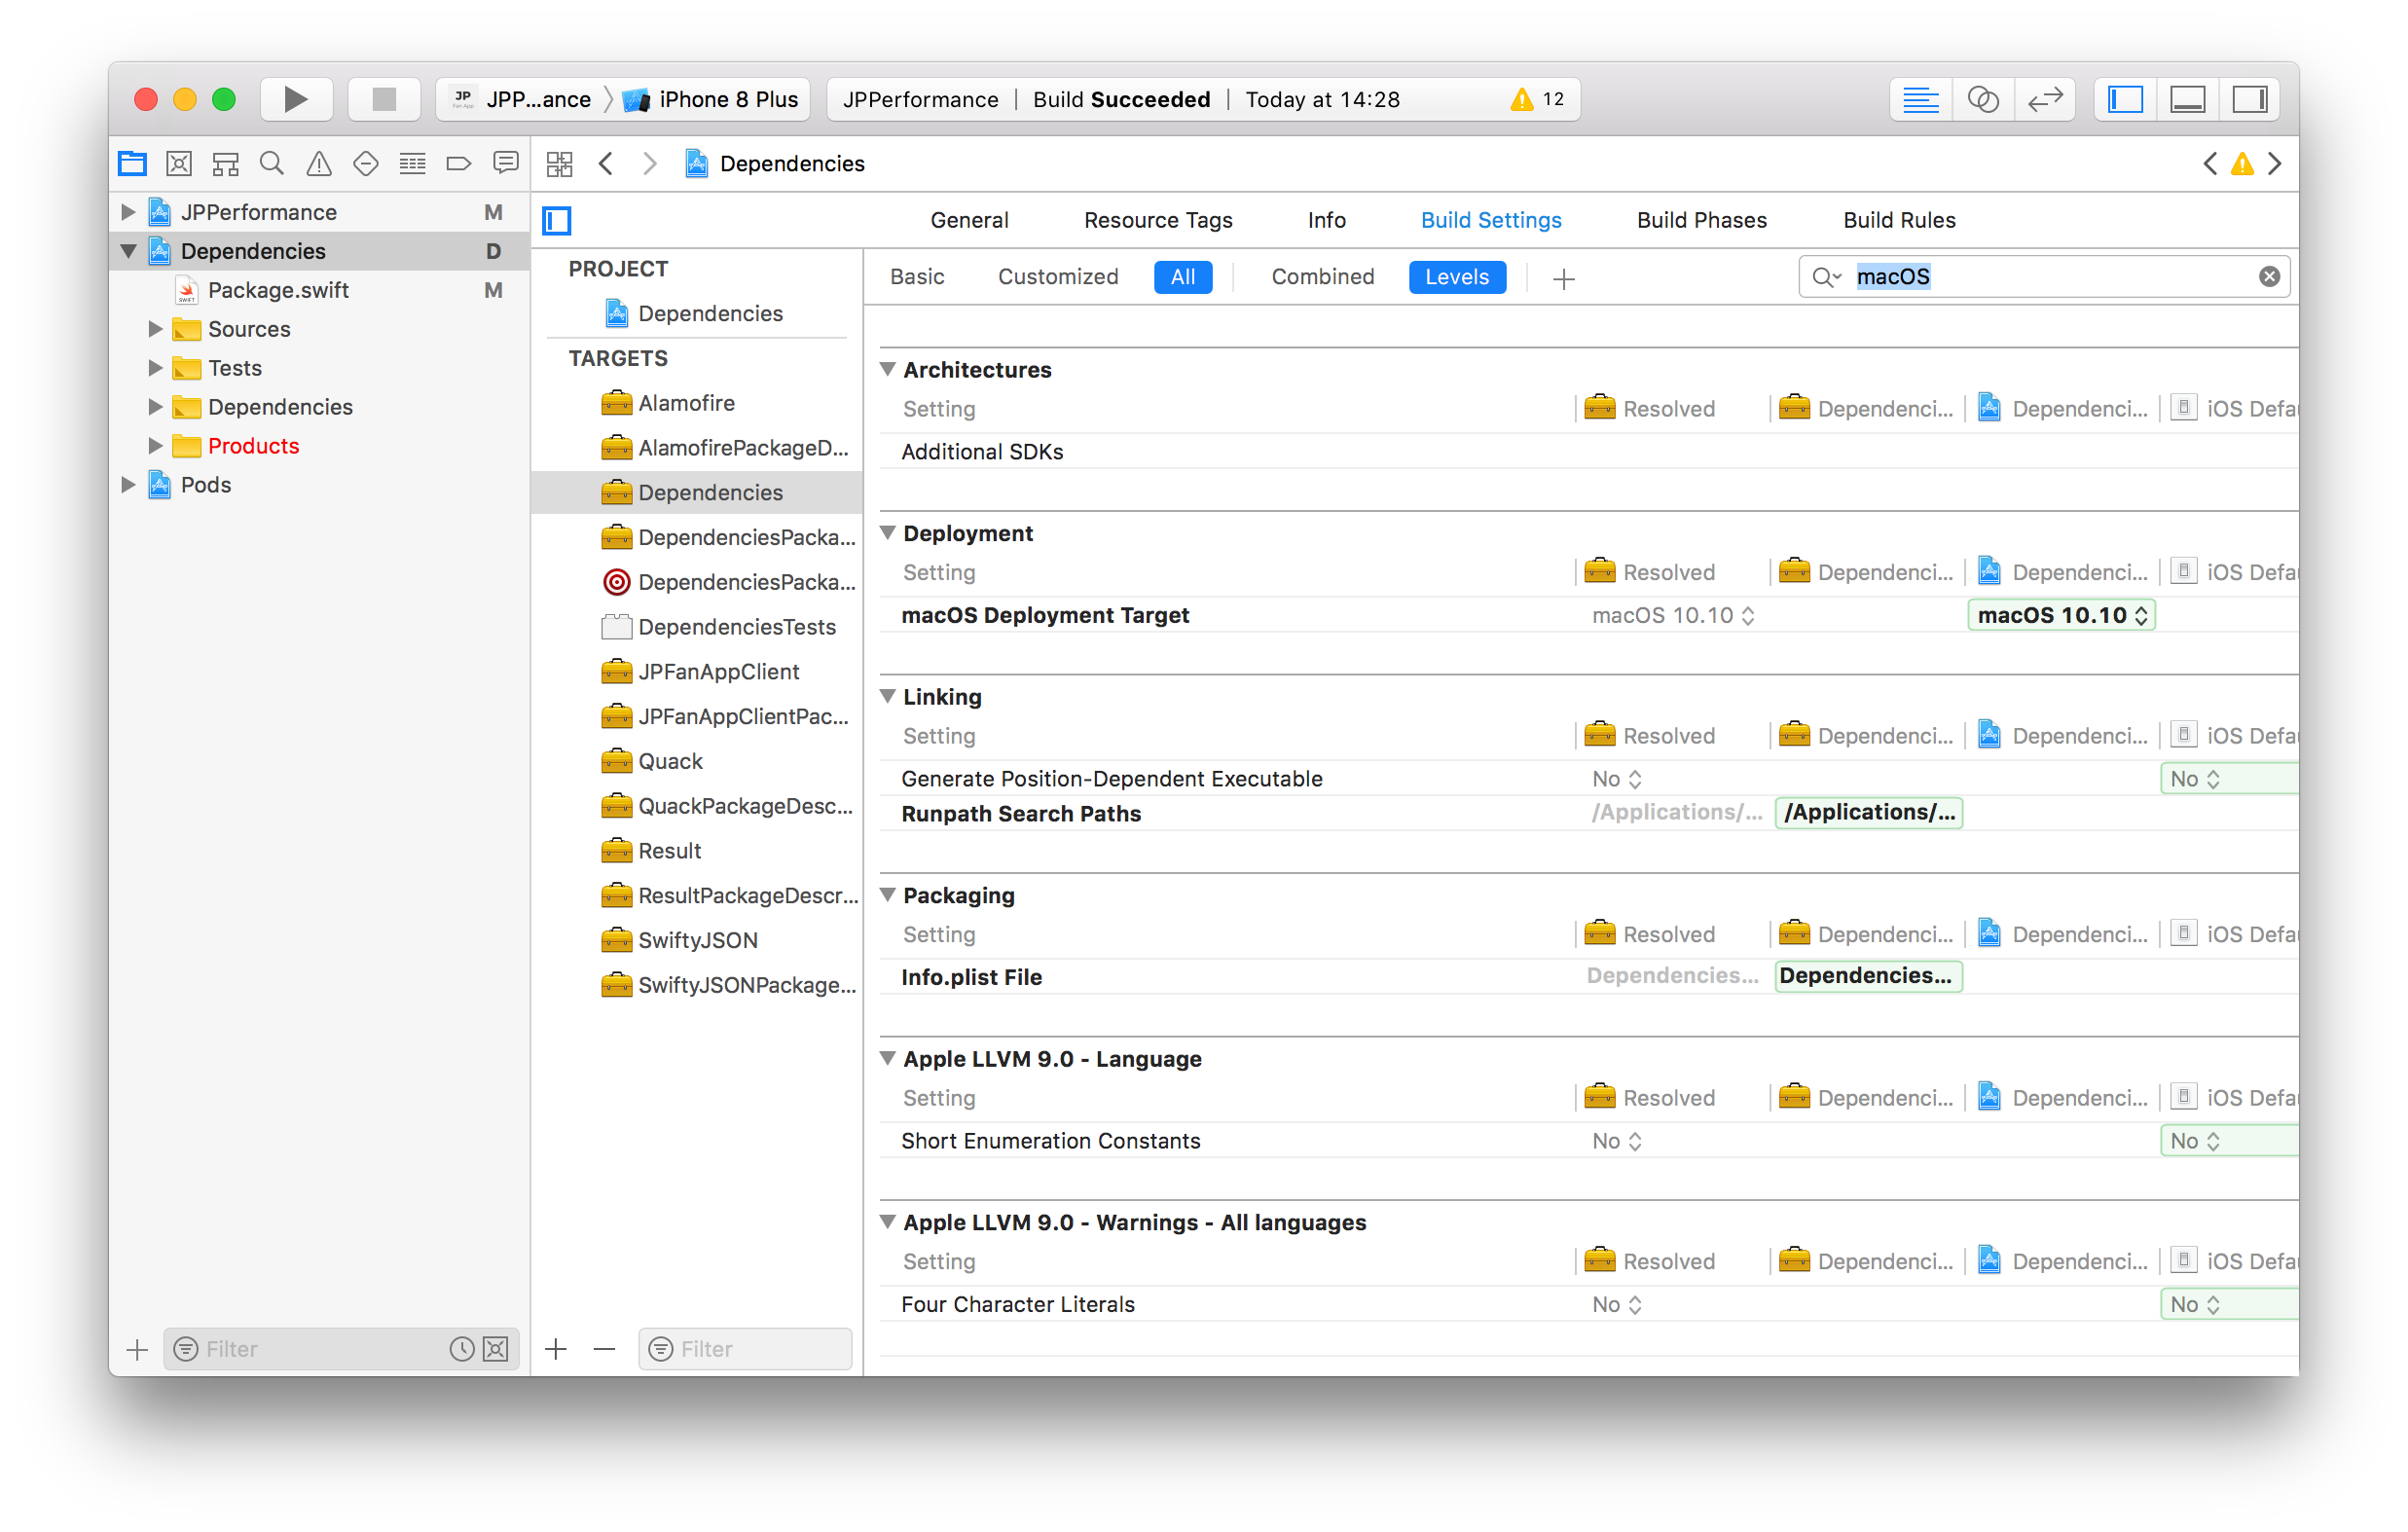 JPP...ance 〉 iPhone 8 Plus
JPPerformance | Build Succeeded | Today at 14:28
12
Dependencies
JPPerformance M
Dependencies D
Package.swift M
Sources
Tests
Dependencies
Products
Pods
Filter
General Resource Tags Info Build Settings Build Phases Build Rules
PROJECT
Dependencies
TARGETS
Alamofire
AlamofirePackageD...
Dependencies
DependenciesPacka...
DependenciesPacka...
DependenciesTests
JPFanAppClient
JPFanAppClientPac...
Quack
QuackPackageDesc...
Result
ResultPackageDescr...
SwiftyJSON
SwiftyJSONPackage...
Filter
Basic Customized All Combined Levels + macOS
Architectures
Setting Resolved Dependenci... Dependenci... iOS Defau
Additional SDKs
Deployment
Setting Resolved Dependenci... Dependenci... iOS Defau
macOS Deployment Target macOS 10.10 macOS 10.10
Linking
Setting Resolved Dependenci... Dependenci... iOS Defau
Generate Position-Dependent Executable No No
Runpath Search Paths /Applications/... /Applications/...
Packaging
Setting Resolved Dependenci... Dependenci... iOS Defau
Info.plist File Dependencies... Dependencies...
Apple LLVM 9.0 - Language
Setting Resolved Dependenci... Dependenci... iOS Defau
Short Enumeration Constants No No
Apple LLVM 9.0 - Warnings - All languages
Setting Resolved Dependenci... Dependenci... iOS Defau
Four Character Literals No No